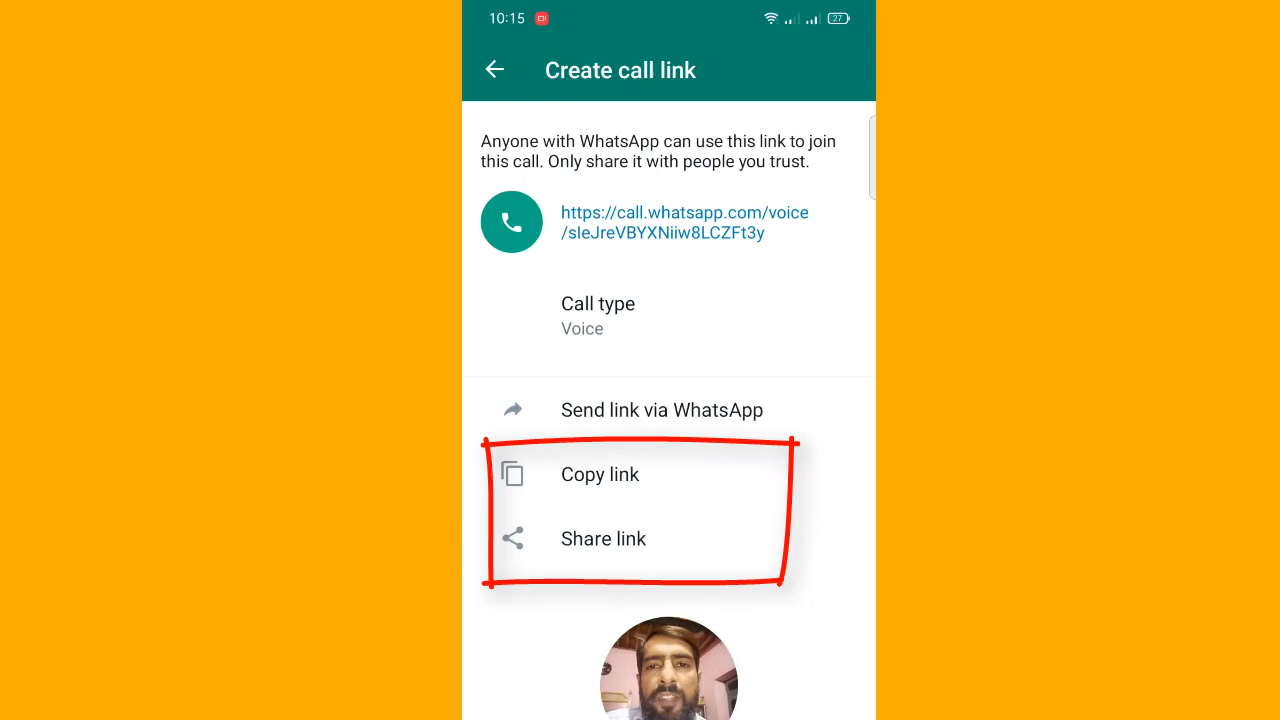 10:15
27
Create call link
Anyone with WhatsApp can use this link to join
this call. Only share it with people you trust.
https://call.whatsapp.com/voice
/sIeJreVBYXNiiw8LCZFt3y
Call type
Voice
Send link via WhatsApp
Copy link
Share link